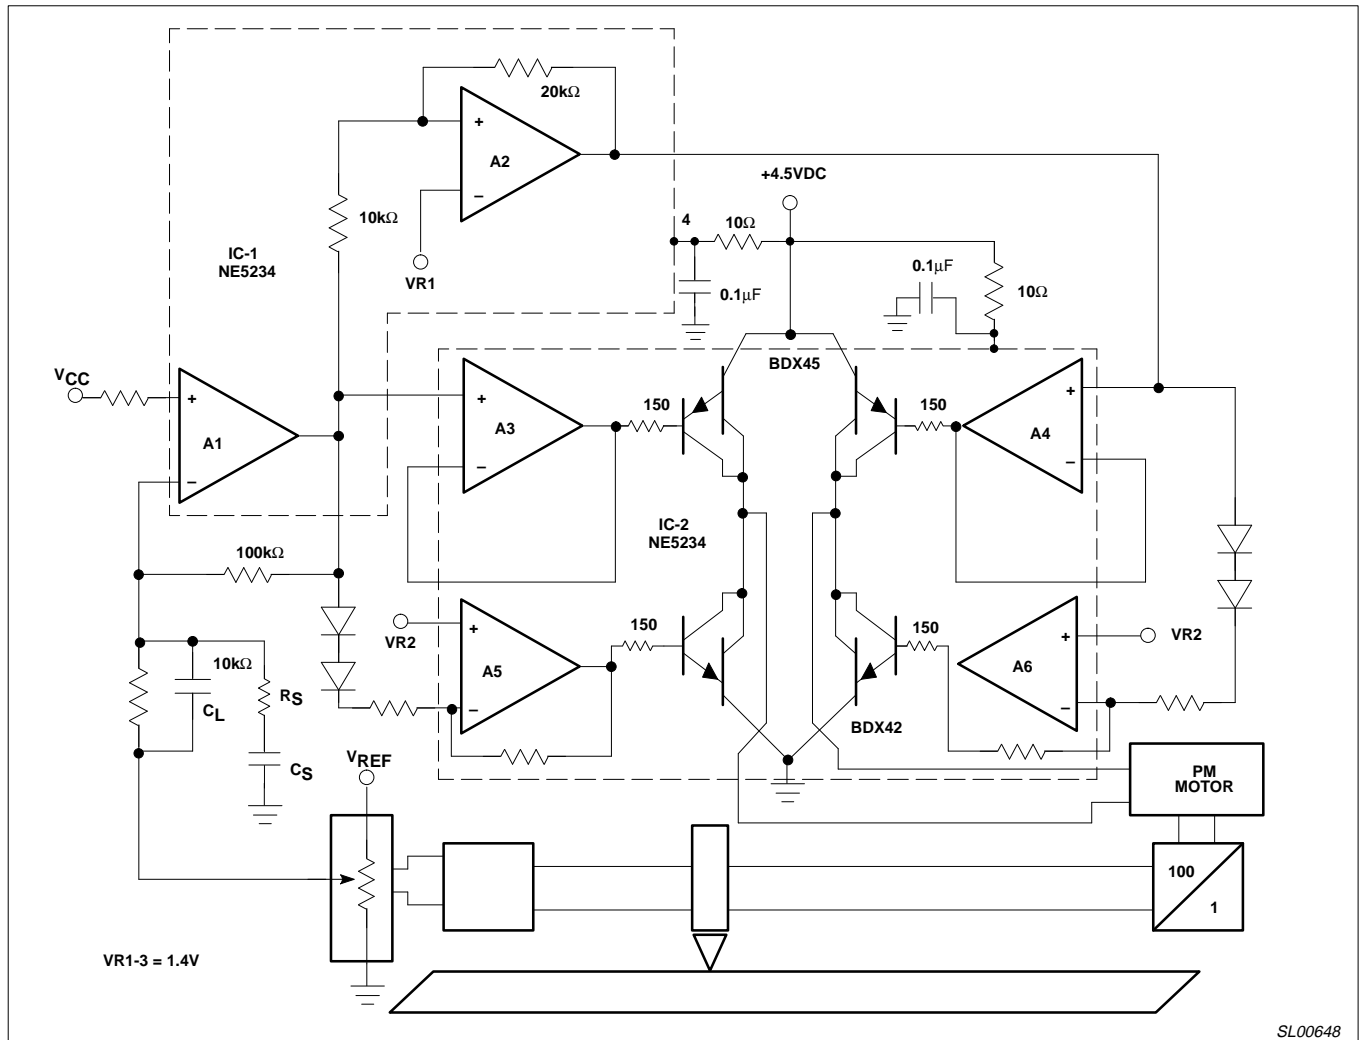 20kΩ
+
A2
−
+4.5VDC
10kΩ
4
10Ω
IC-1
NE5234
VR1
0.1μF
0.1μF
10Ω
BDX45
VCC
+
A1
−
+
A3
−
150
150
+
A4
−
IC-2
NE5234
100kΩ
VR2
+
A5
−
150
150
+
A6
−
VR2
10kΩ
RS
CL
CS
BDX42
VREF
PM
MOTOR
100
1
VR1-3 = 1.4V
SL00648